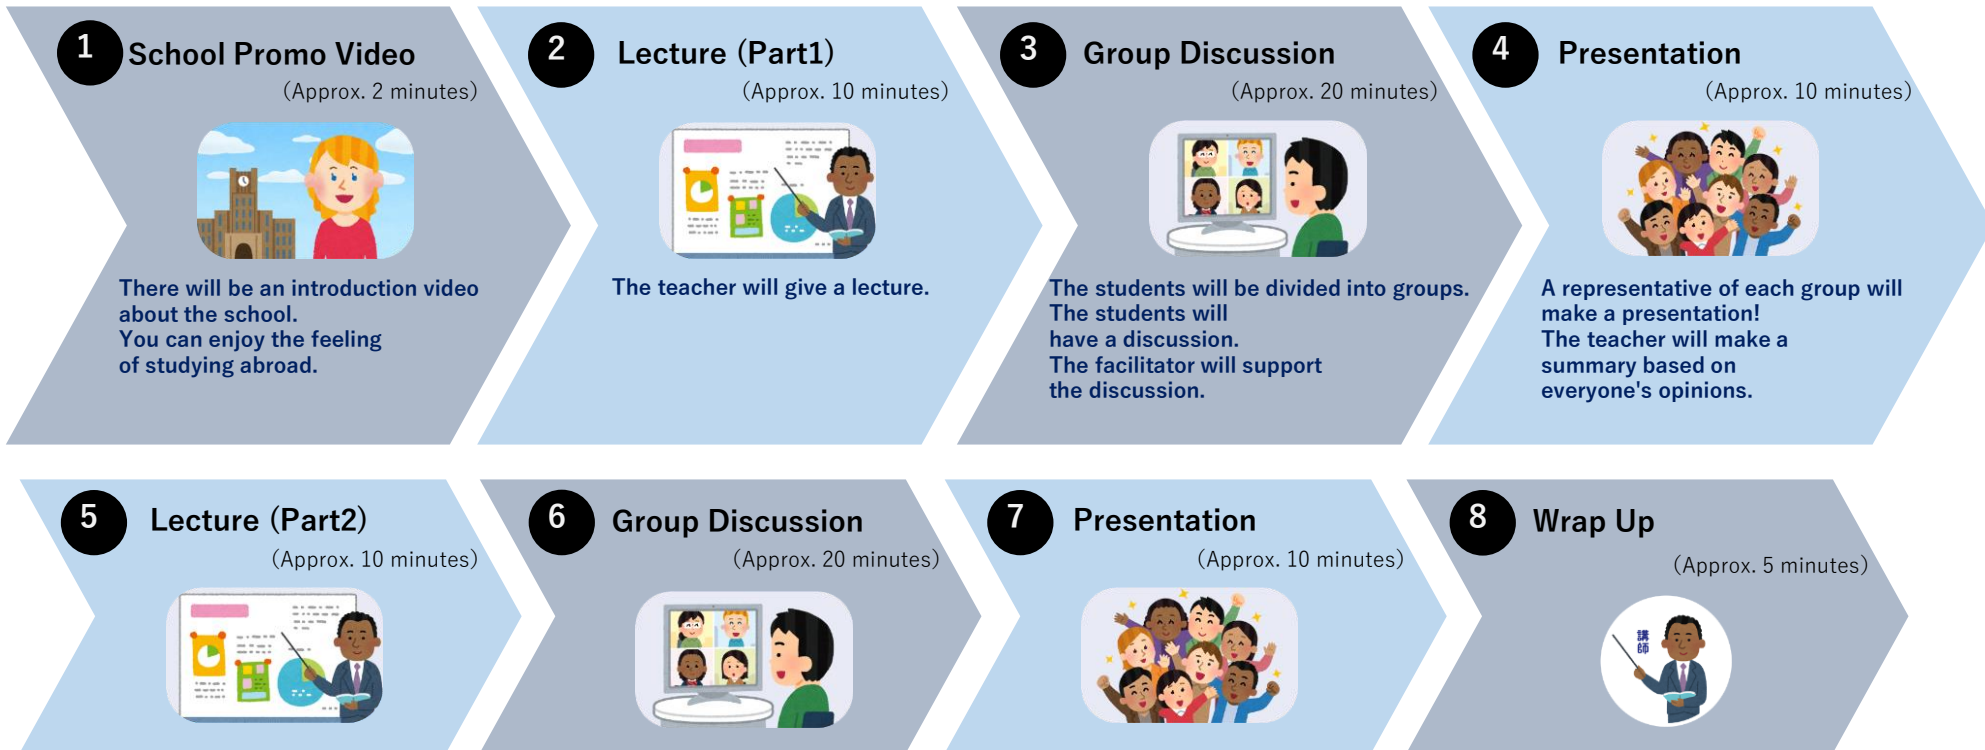 1
School Promo Video
(Approx. 2 minutes)
There will be an introduction video
about the school.
You can enjoy the feeling
of studying abroad.
2
Lecture (Part1)
(Approx. 10 minutes)
The teacher will give a lecture.
3
Group Discussion
(Approx. 20 minutes)
The students will be divided into groups.
The students will
have a discussion.
The facilitator will support
the discussion.
4
Presentation
(Approx. 10 minutes)
A representative of each group will
make a presentation!
The teacher will make a
summary based on
everyone's opinions.
5
Lecture (Part2)
(Approx. 10 minutes)
6
Group Discussion
(Approx. 20 minutes)
7
Presentation
(Approx. 10 minutes)
8
Wrap Up
(Approx. 5 minutes)
講師